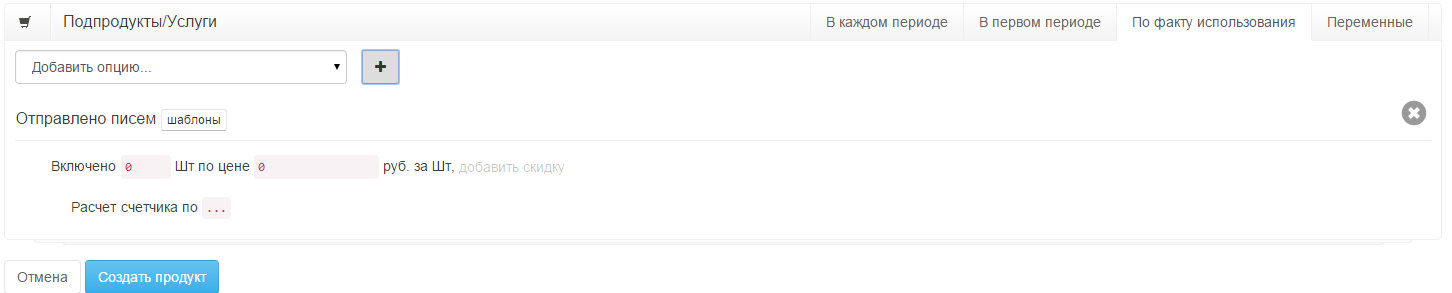 Подпродукты/Услуги В каждом периоде В первом периоде По факту использования Переменные
Добавить опцию...
Отправлено писем шаблоны
Включено 0 Шт по цене 0 руб. за Шт, добавить скидку
Расчет счетчика по ...
Отмена Создать продукт